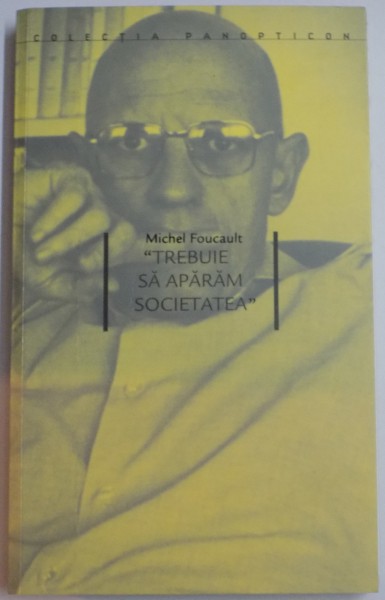 COLECȚIA PANOPTICON
Michel Foucault
“TREBUIE
SĂ APĂRĂM
SOCIETATEA”